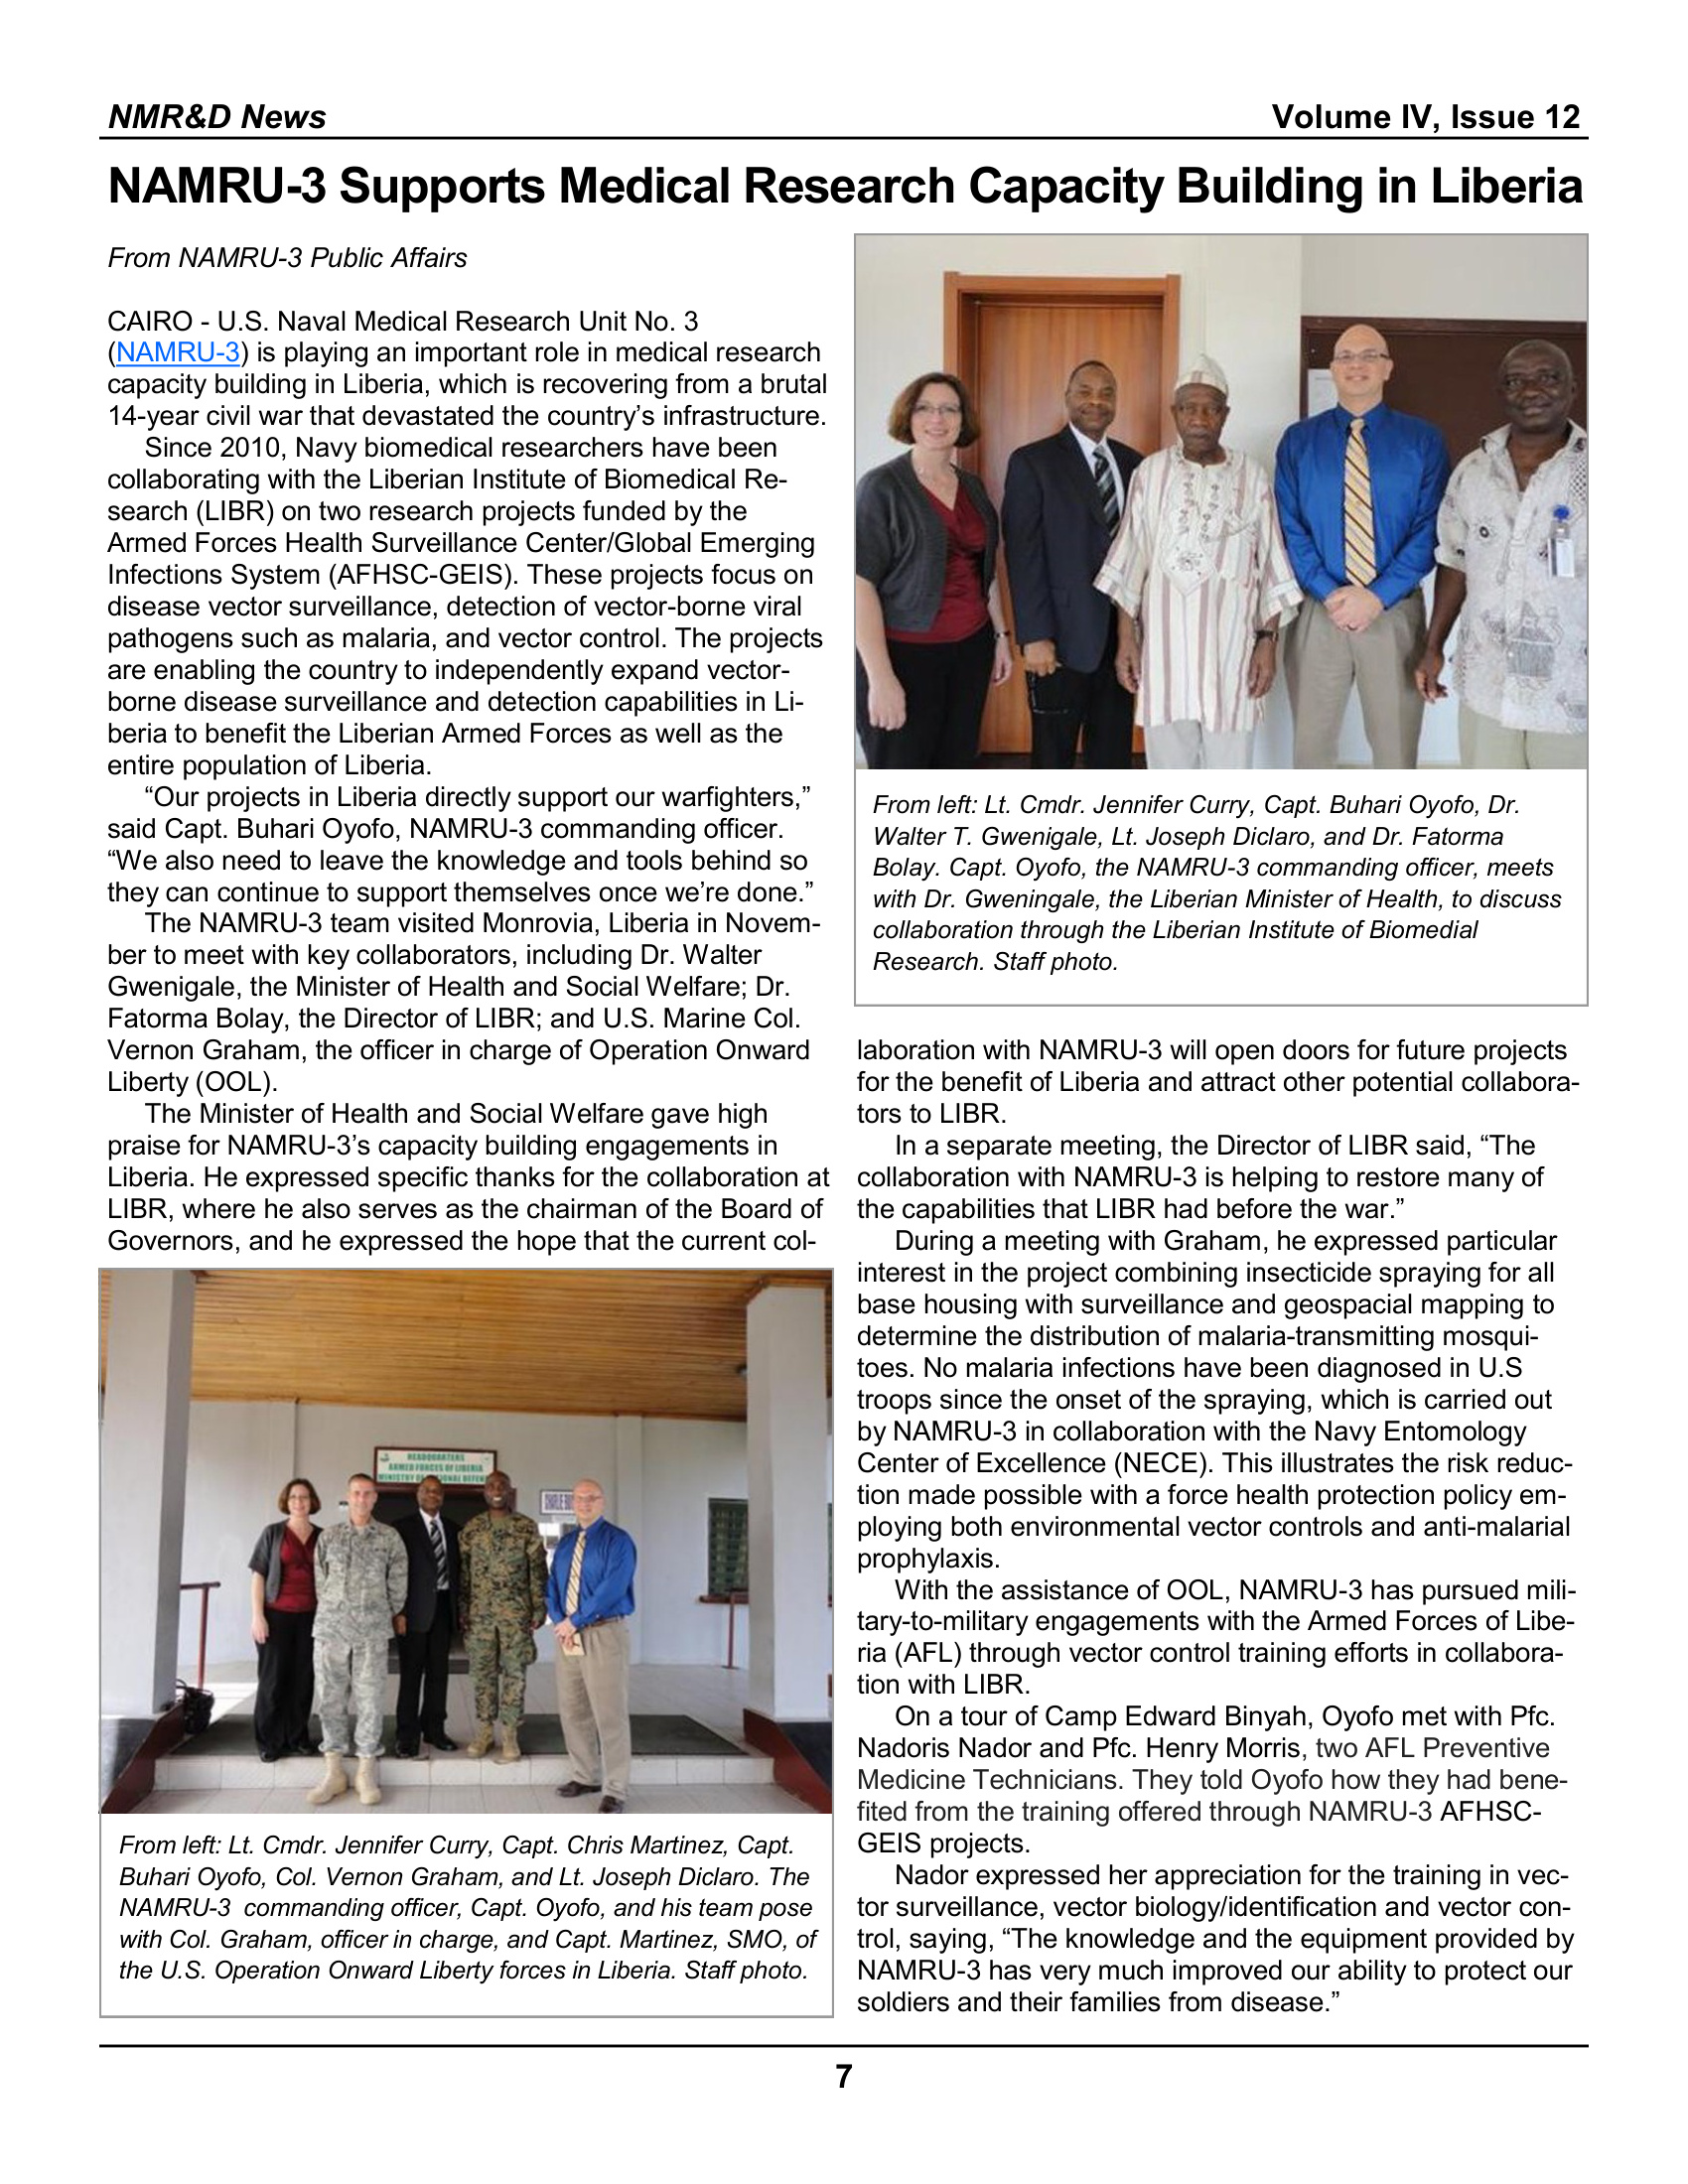 NMR&D News
Volume IV, Issue 12
NAMRU-3 Supports Medical Research Capacity Building in Liberia
From NAMRU-3 Public Affairs
CAIRO - U.S. Naval Medical Research Unit No. 3
(NAMRU-3) is playing an important role in medical research
capacity building in Liberia, which is recovering from a brutal
14-year civil war that devastated the country’s infrastructure.
Since 2010, Navy biomedical researchers have been
collaborating with the Liberian Institute of Biomedical Re-
search (LIBR) on two research projects funded by the
Armed Forces Health Surveillance Center/Global Emerging
Infections System (AFHSC-GEIS). These projects focus on
disease vector surveillance, detection of vector-borne viral
pathogens such as malaria, and vector control. The projects
are enabling the country to independently expand vector-
borne disease surveillance and detection capabilities in Li-
beria to benefit the Liberian Armed Forces as well as the
entire population of Liberia.
“Our projects in Liberia directly support our warfighters,”
said Capt. Buhari Oyofo, NAMRU-3 commanding officer.
“We also need to leave the knowledge and tools behind so
they can continue to support themselves once we’re done.”
The NAMRU-3 team visited Monrovia, Liberia in Novem-
ber to meet with key collaborators, including Dr. Walter
Gwenigale, the Minister of Health and Social Welfare; Dr.
Fatorma Bolay, the Director of LIBR; and U.S. Marine Col.
Vernon Graham, the officer in charge of Operation Onward
Liberty (OOL).
The Minister of Health and Social Welfare gave high
praise for NAMRU-3’s capacity building engagements in
Liberia. He expressed specific thanks for the collaboration at
LIBR, where he also serves as the chairman of the Board of
Governors, and he expressed the hope that the current col-
HEADQUARTERS
ARMED FORCES OF LIBERIA
MINISTRY OF NATIONAL DEFEN
From left: Lt. Cmdr. Jennifer Curry, Capt. Chris Martinez, Capt.
Buhari Oyofo, Col. Vernon Graham, and Lt. Joseph Diclaro. The
NAMRU-3  commanding officer, Capt. Oyofo, and his team pose
with Col. Graham, officer in charge, and Capt. Martinez, SMO, of
the U.S. Operation Onward Liberty forces in Liberia. Staff photo.
From left: Lt. Cmdr. Jennifer Curry, Capt. Buhari Oyofo, Dr.
Walter T. Gwenigale, Lt. Joseph Diclaro, and Dr. Fatorma
Bolay. Capt. Oyofo, the NAMRU-3 commanding officer, meets
with Dr. Gweningale, the Liberian Minister of Health, to discuss
collaboration through the Liberian Institute of Biomedial
Research. Staff photo.
laboration with NAMRU-3 will open doors for future projects
for the benefit of Liberia and attract other potential collabora-
tors to LIBR.
In a separate meeting, the Director of LIBR said, “The
collaboration with NAMRU-3 is helping to restore many of
the capabilities that LIBR had before the war.”
During a meeting with Graham, he expressed particular
interest in the project combining insecticide spraying for all
base housing with surveillance and geospacial mapping to
determine the distribution of malaria-transmitting mosqui-
toes. No malaria infections have been diagnosed in U.S
troops since the onset of the spraying, which is carried out
by NAMRU-3 in collaboration with the Navy Entomology
Center of Excellence (NECE). This illustrates the risk reduc-
tion made possible with a force health protection policy em-
ploying both environmental vector controls and anti-malarial
prophylaxis.
With the assistance of OOL, NAMRU-3 has pursued mili-
tary-to-military engagements with the Armed Forces of Libe-
ria (AFL) through vector control training efforts in collabora-
tion with LIBR.
On a tour of Camp Edward Binyah, Oyofo met with Pfc.
Nadoris Nador and Pfc. Henry Morris, two AFL Preventive
Medicine Technicians. They told Oyofo how they had bene-
fited from the training offered through NAMRU-3 AFHSC-
GEIS projects.
Nador expressed her appreciation for the training in vec-
tor surveillance, vector biology/identification and vector con-
trol, saying, “The knowledge and the equipment provided by
NAMRU-3 has very much improved our ability to protect our
soldiers and their families from disease.”
7